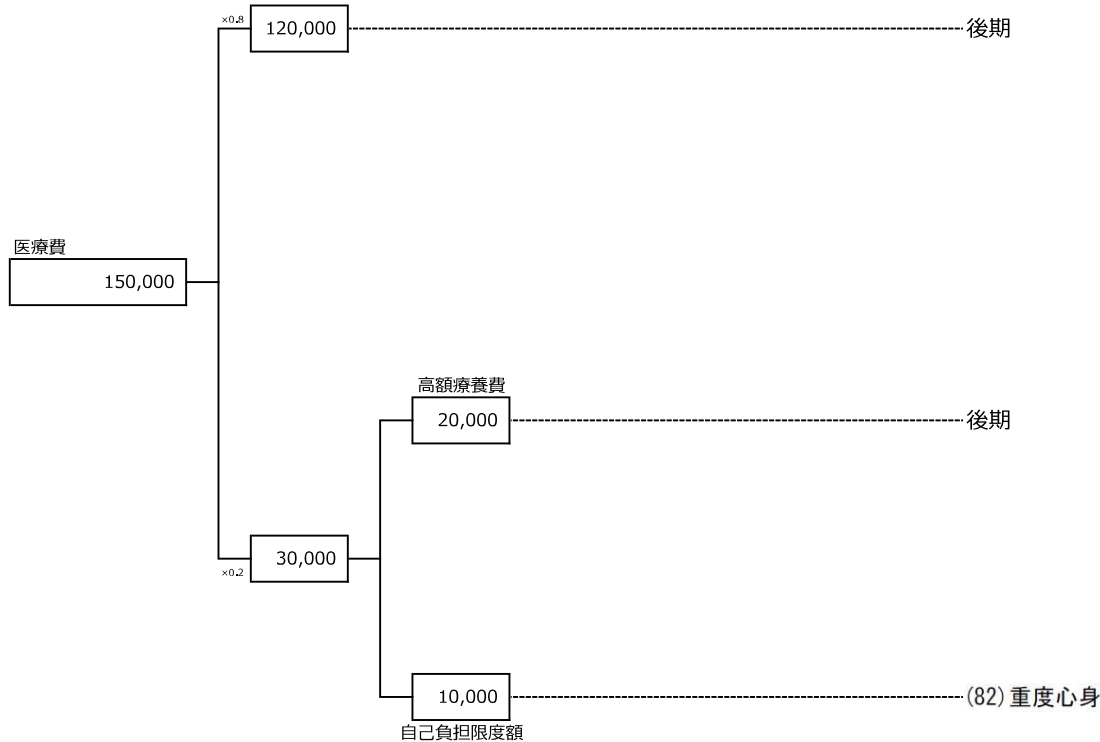 ×0.8
120,000
後期
医療費
150,000
高額療養費
20,000
後期
30,000
×0.2
10,000
(82)重度心身
自己負担限度額